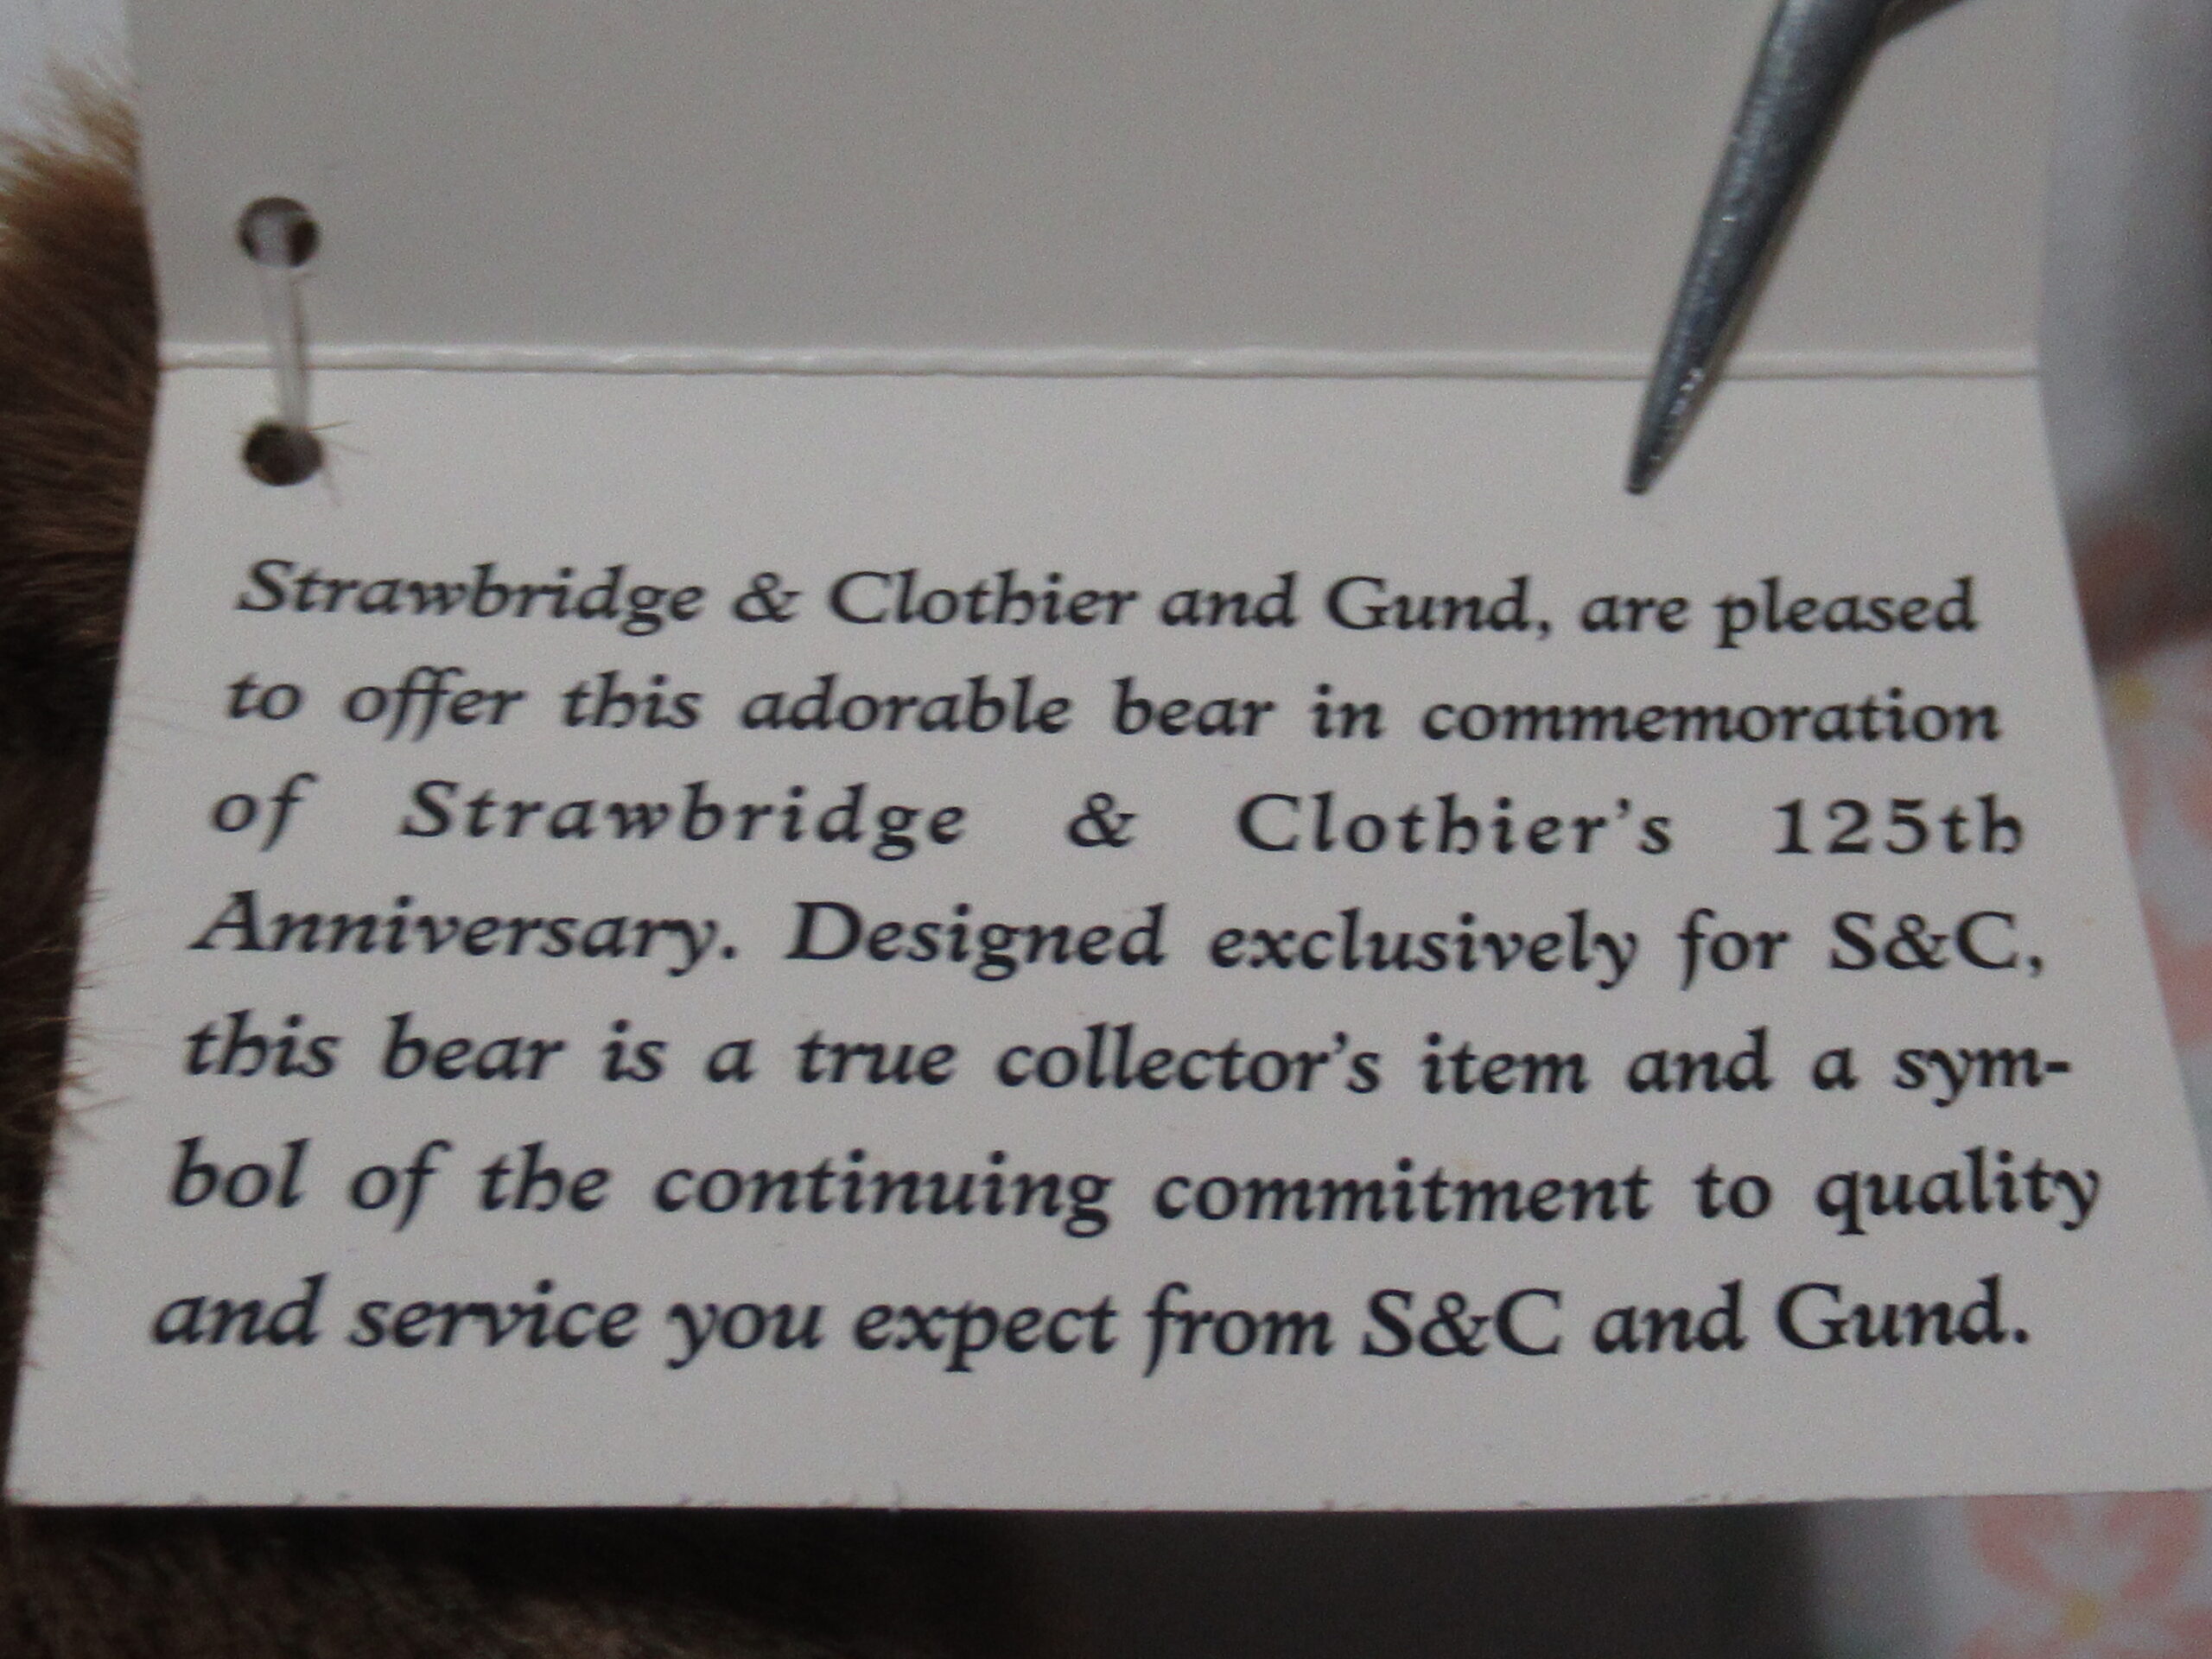 Strawbridge & Clothier and Gund, are pleased
to offer this adorable bear in commemoration
of Strawbridge & Clothier's 125th
Anniversary. Designed exclusively for S&C,
this bear is a true collector's item and a sym-
bol of the continuing commitment to quality
and service you expect from S&C and Gund.